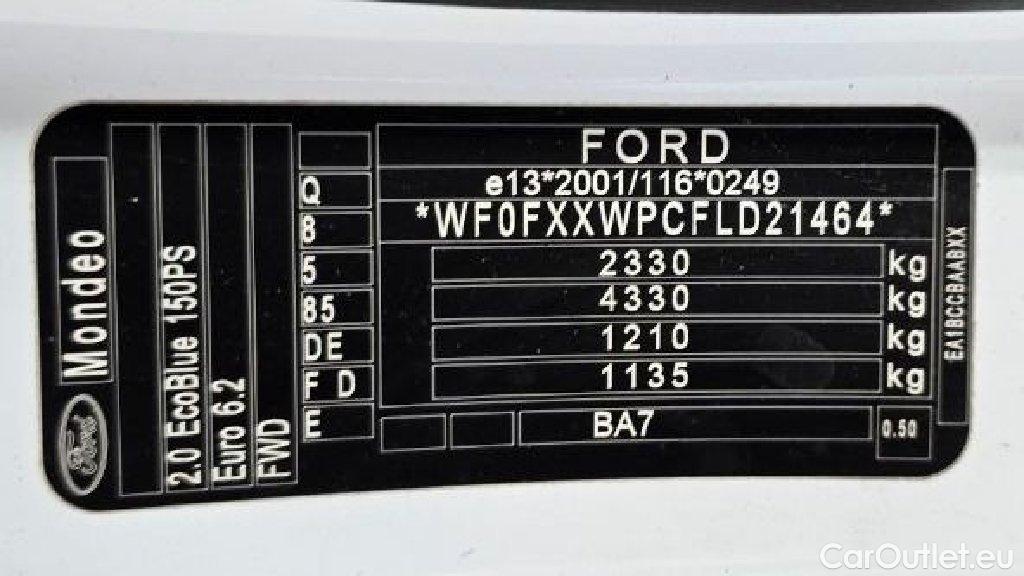 Mondeo
Ford
2.0 EcoBlue 150PS
Euro 6.2
FWD
Q
8
5
85
DE
F D
E
FORD
e13*2001/116*0249
*WF0FXXWPCFLD21464*
2330 kg
4330 kg
1210 kg
1135 kg
BA7
0.50
EA1BCCBAABXX
CarOutlet.eu